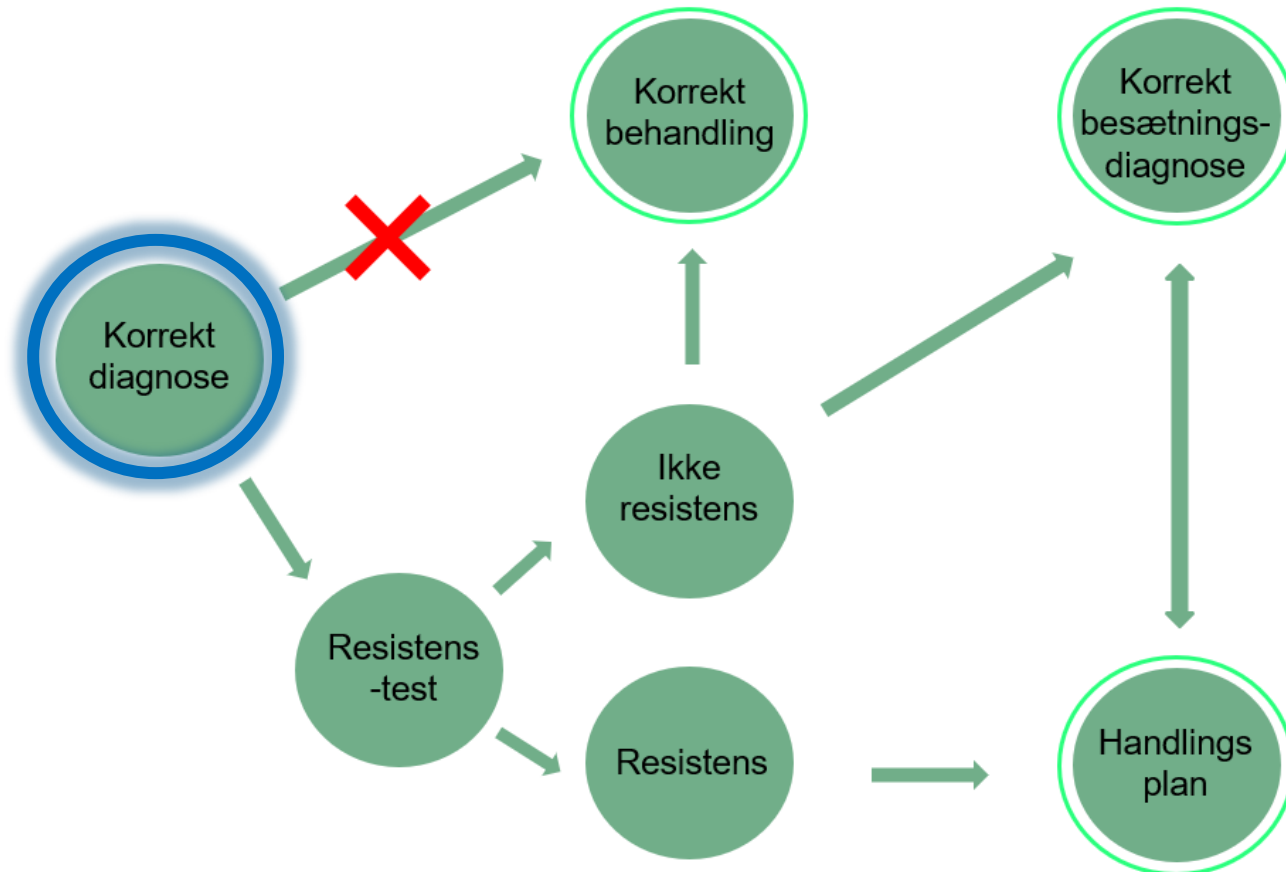 Korrekt
behandling
Korrekt
besætnings-
diagnose
Korrekt
diagnose
Ikke
resistens
Resistens
-test
Resistens
Handlings
plan